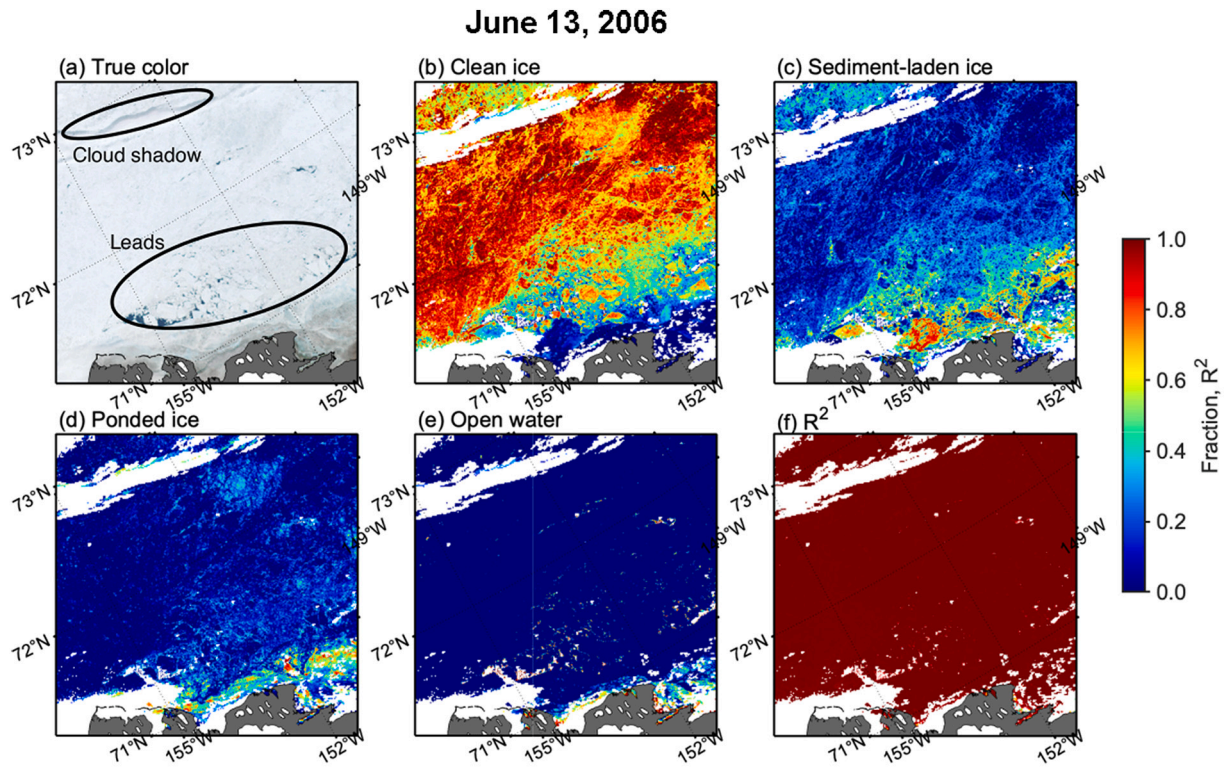 June 13, 2006
(a) True color
(b) Clean ice
(c) Sediment-laden ice
73°N
Cloud shadow
149°W
Leads
72°N
71°N
155°W
152°W
73°N
149°W
72°N
71°N
155°W
152°W
73°N
149°W
72°N
71°N
155°W
152°W
(d) Ponded ice
(e) Open water
(f) R²
73°N
149°W
72°N
71°N
155°W
152°W
73°N
149°W
72°N
71°N
155°W
152°W
73°N
149°W
72°N
71°N
155°W
152°W
1.0
0.8
0.6
0.4
0.2
0.0
Fraction, R²